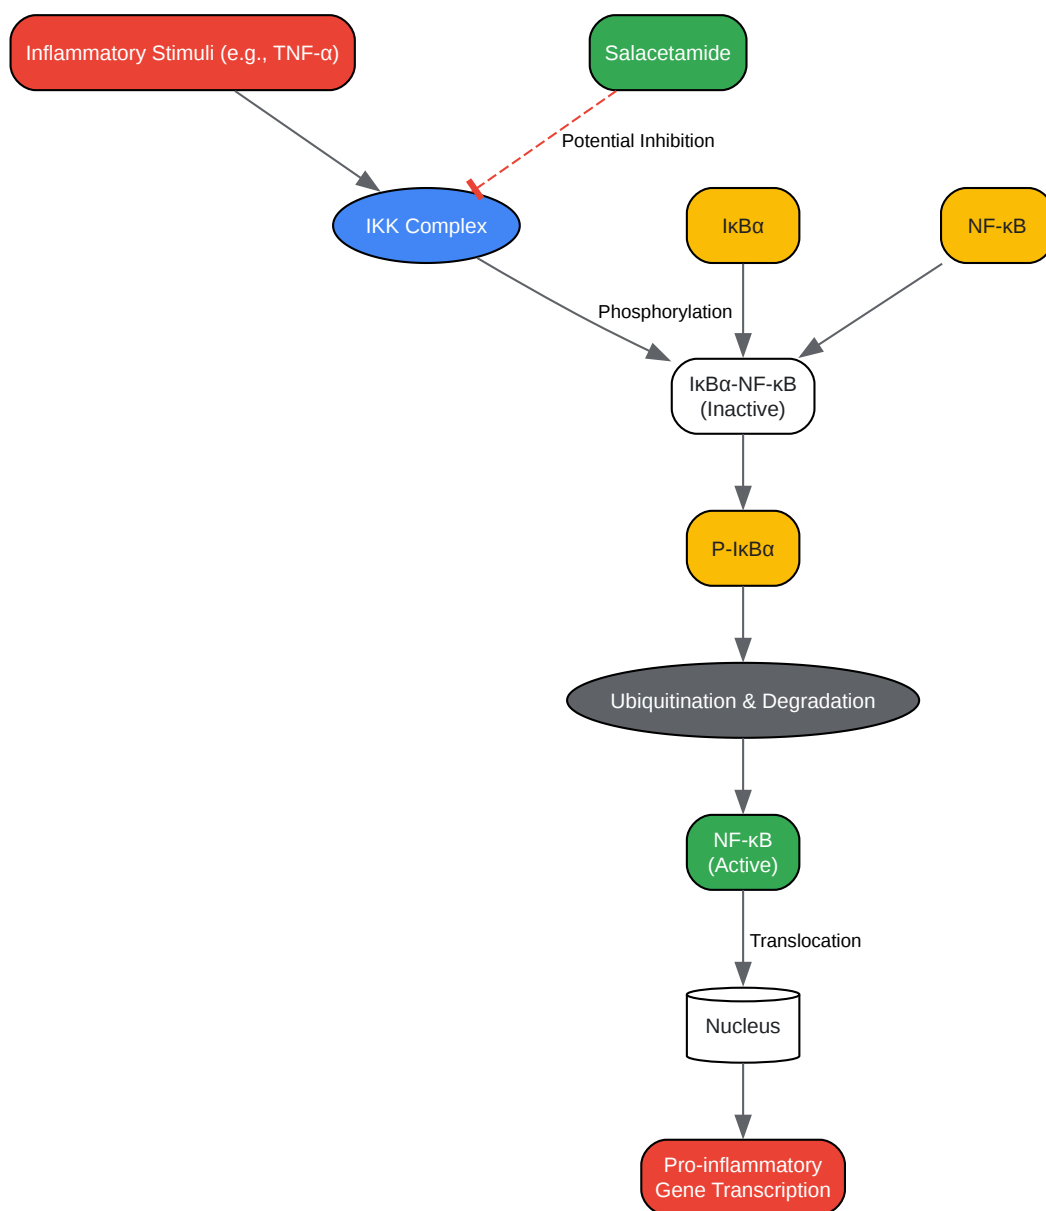 Inflammatory Stimuli (e.g., TNF-α)
Salacetamide
Potential Inhibition
IKK Complex
IκBα
NF-κB
Phosphorylation
IκBα-NF-κB
(Inactive)
P-IκBα
Ubiquitination & Degradation
NF-κB
(Active)
Translocation
Nucleus
Pro-inflammatory
Gene Transcription